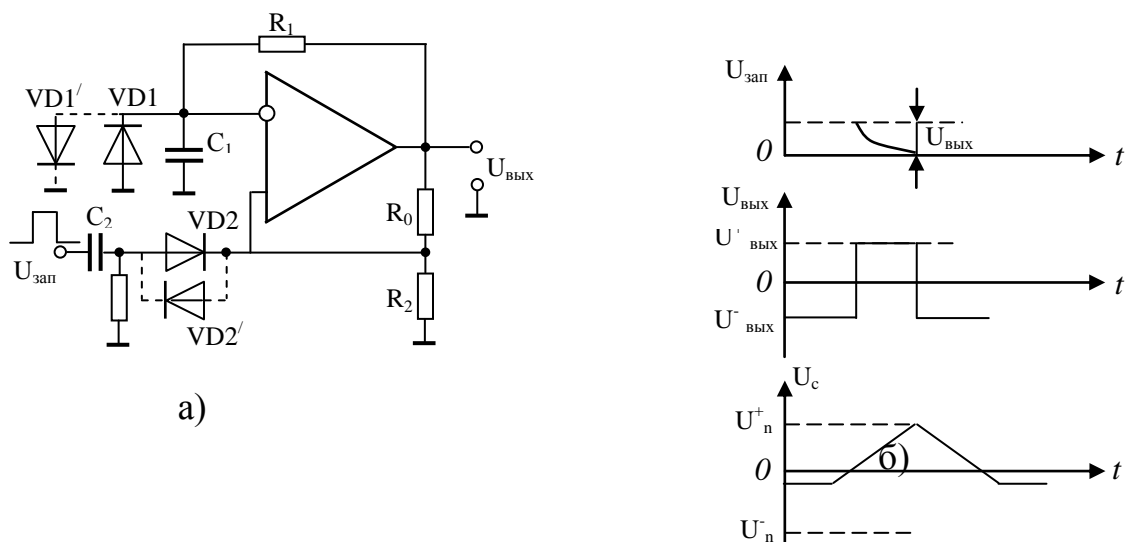 R₁
VD1′ VD1
C₁
Uвых
C₂
VD2
R₀
Uзап
R₂
VD2′
а)
Uзап
0
Uвых
t
Uвых
U⁺вых
0
t
U⁻вых
Uс
U⁺n
0
б)
t
U⁻n